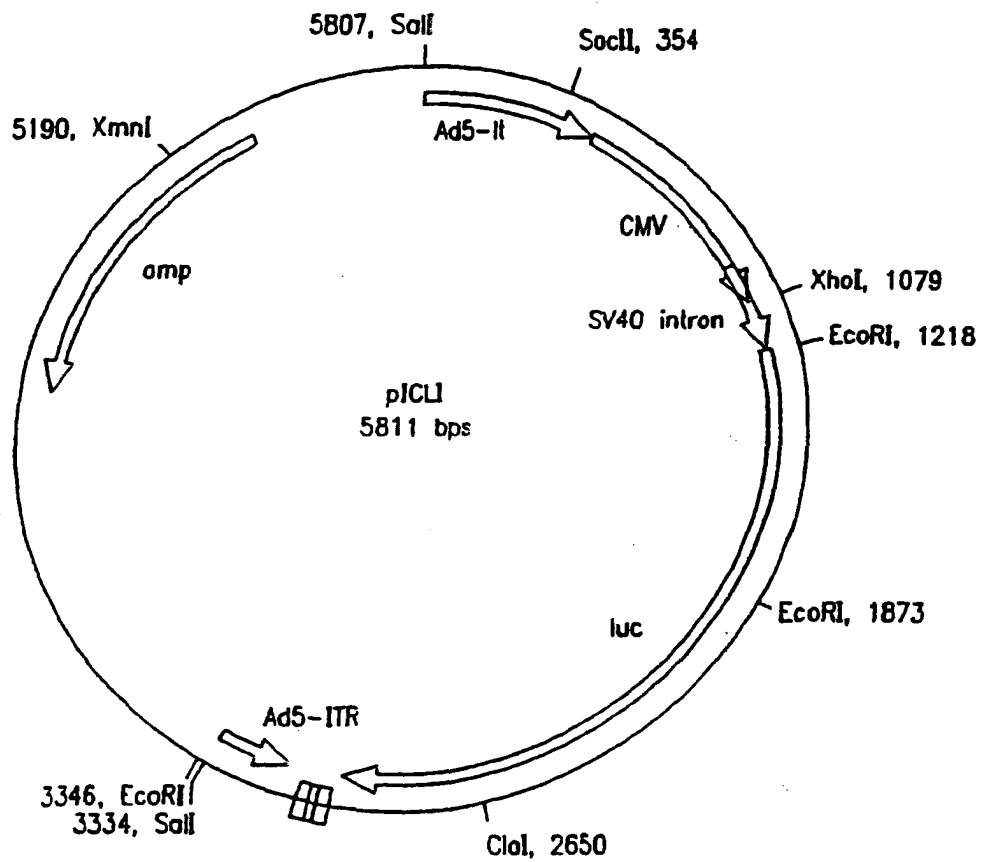 5807, SalI
SacII, 354
5190, XmnI
Ad5-It
CMV
amp
XhoI, 1079
SV40 intron
EcoRI, 1218
pICLI
5811 bps
EcoRI, 1873
luc
Ad5-ITR
3346, EcoRI
3334, SalI
ClaI, 2650